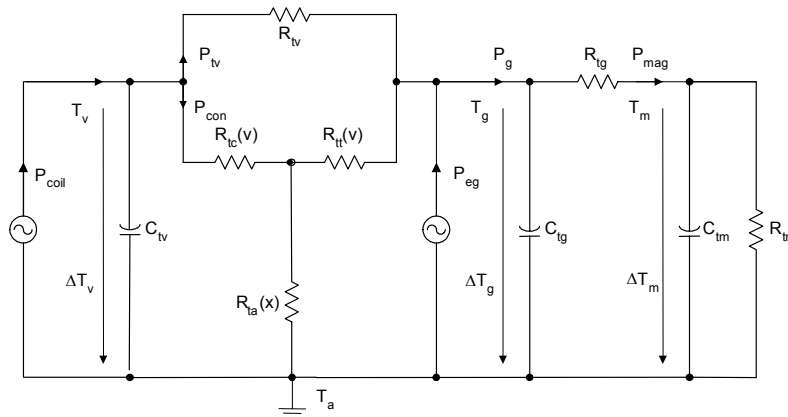 R_tv
P_tv
P_g
R_tg
P_mag
T_v
P_con
T_g
T_m
R_tc(v)
R_tt(v)
P_coil
P_eg
C_tv
C_tg
C_tm
ΔT_v
R_ta(x)
ΔT_g
ΔT_m
T_a